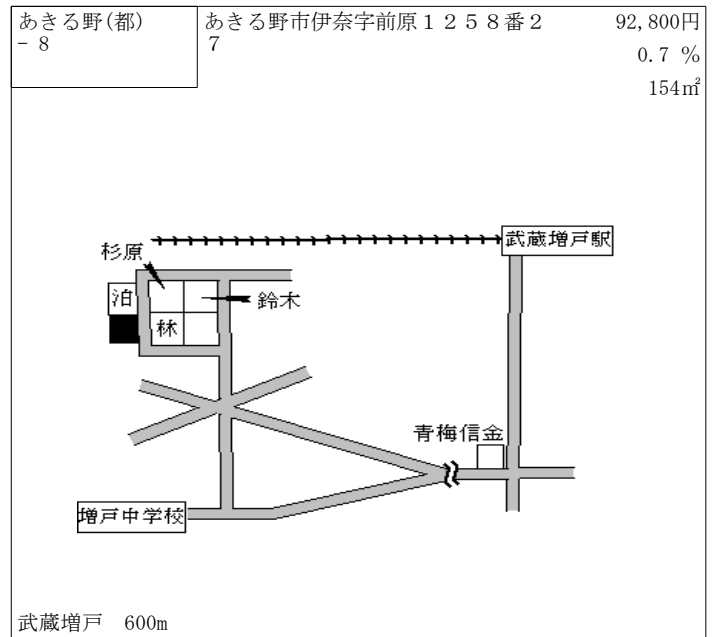 あきる野(都)
- 8
あきる野市伊奈字前原１２５８番２
７
92,800円
0.7 %
154㎡
武蔵増戸駅
杉原
泊
鈴木
林
青梅信金
増戸中学校
武蔵増戸　600m